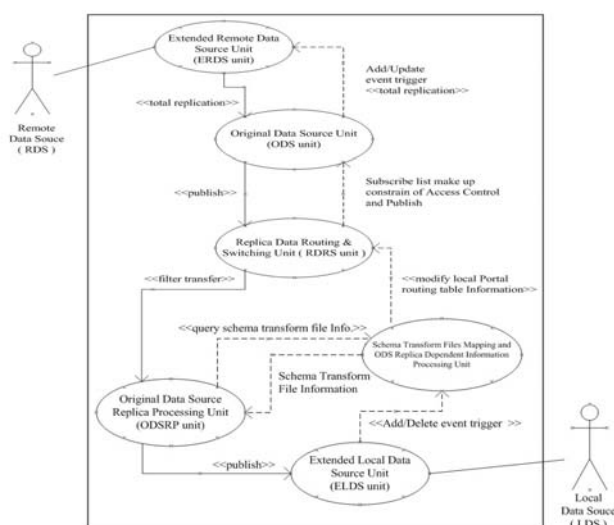 Extended Remote Data
Source Unit
(ERDS unit)
Add/Update
event trigger
<<total replication>>
<<total replication>>
Remote
Data Souce
( RDS )
Original Data Source Unit
(ODS unit)
<<publish>>
Subscribe list make up
constrain of Access Control
and Publish
Replica Data Routing &
Switching Unit ( RDRS unit )
<<filter transfer>>
<<modify local Portal
routing table Information>>
<<query schema transform file Info.>>
Schema Transform Files Mapping and
ODS Replica Dependent Information
Processing Unit
Schema Transform
File Information
Original Data Source
Replica Processing Unit
(ODSRP unit)
<<Add/Delete event trigger >>
<<publish>>
Extended Local Data
Source Unit
(ELDS unit)
Local
Data Souce
( LDS )